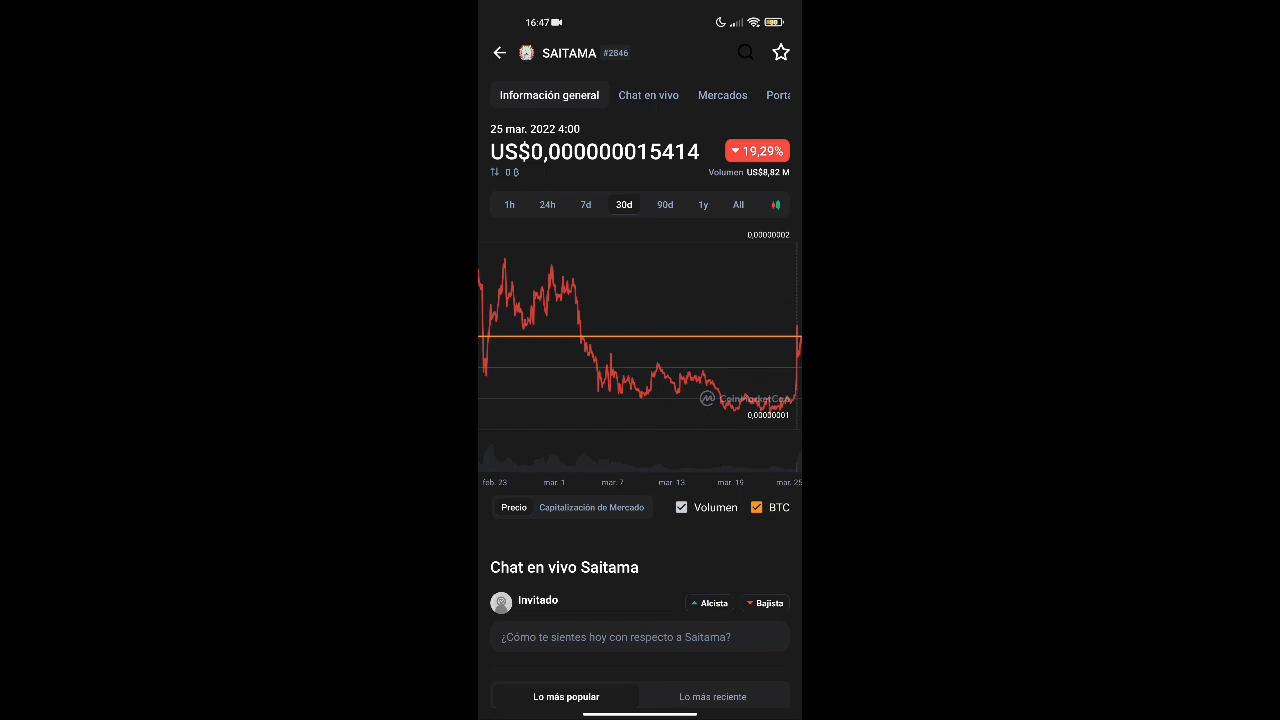 16:47
SAITAMA #2846
Información general Chat en vivo Mercados Porta
25 mar. 2022 4:00
US$0,000000015414 19,29%
0 ₿ Volumen US$8,82 M
1h 24h 7d 30d 90d 1y All
0,00000002
CoinMarketCap
0,00000001
feb. 23 mar. 1 mar. 7 mar. 13 mar. 19 mar. 25
Precio Capitalización de Mercado Volumen BTC
Chat en vivo Saitama
Invitado Alcista Bajista
¿Cómo te sientes hoy con respecto a Saitama?
Lo más popular Lo más reciente